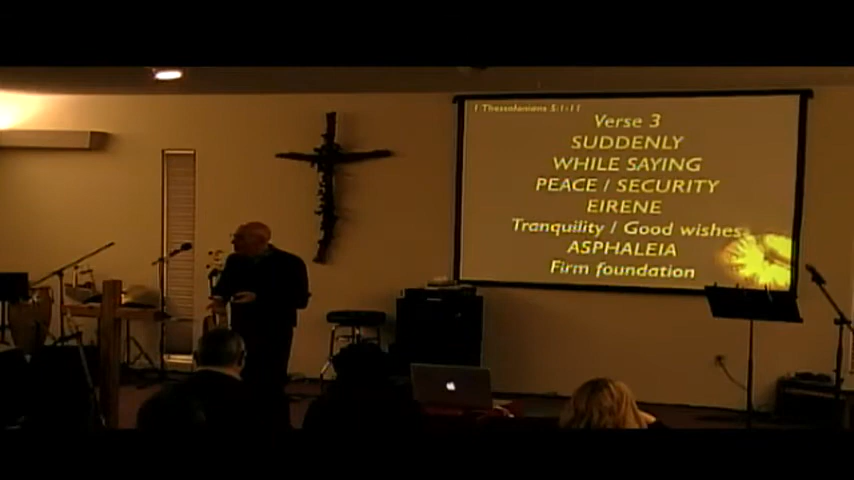 1 Thessalonians 5:1-11
Verse 3
SUDDENLY
WHILE SAYING
PEACE / SECURITY
EIRENE
Tranquility / Good wishes
ASPHALEIA
Firm foundation